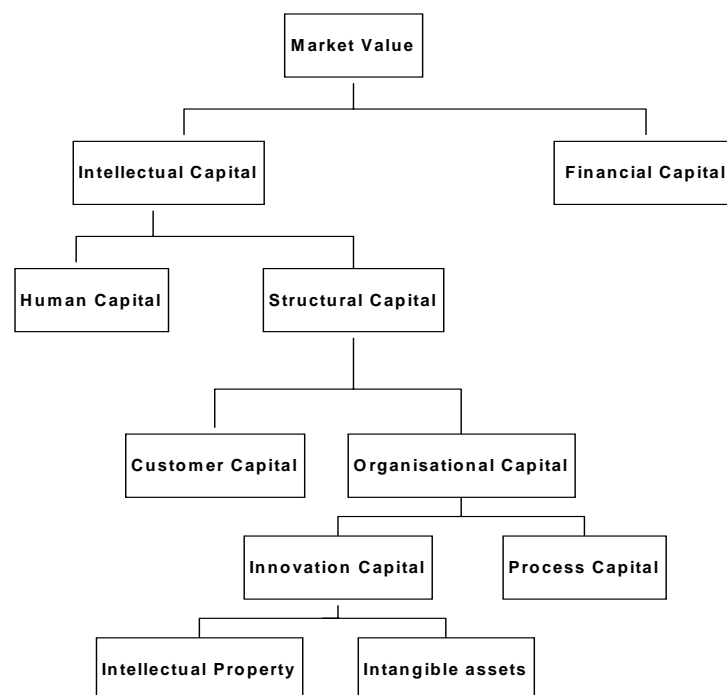 Market Value
Intellectual Capital
Financial Capital
Human Capital
Structural Capital
Customer Capital
Organisational Capital
Innovation Capital
Process Capital
Intellectual Property
Intangible assets